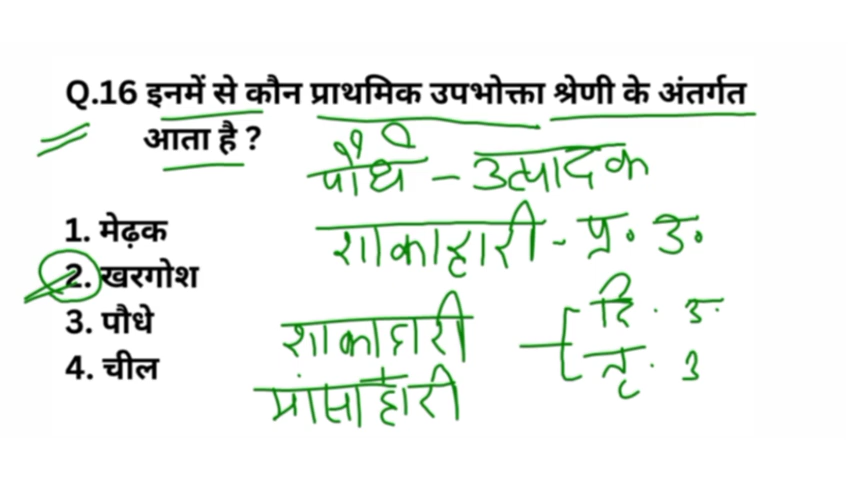 Q.16 इनमें से कौन प्राथमिक उपभोक्ता श्रेणी के अंतर्गत
आता है ?
पौधे - उत्पादक
1. मेढ़क
शाकाहारी - प्र॰ उ॰
2. खरगोश
3. पौधे
शाकाहारी
द्वि. उ.
4. चील
मांसाहारी
तृ. उ